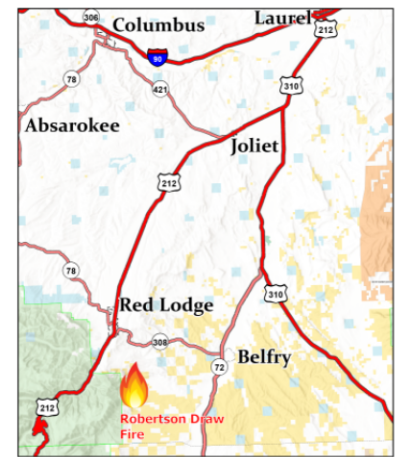 306
Columbus
Laurel
212
90
78
421
310
Absarokee
Joliet
212
78
310
Red Lodge
308
Belfry
72
212
Robertson Draw
Fire